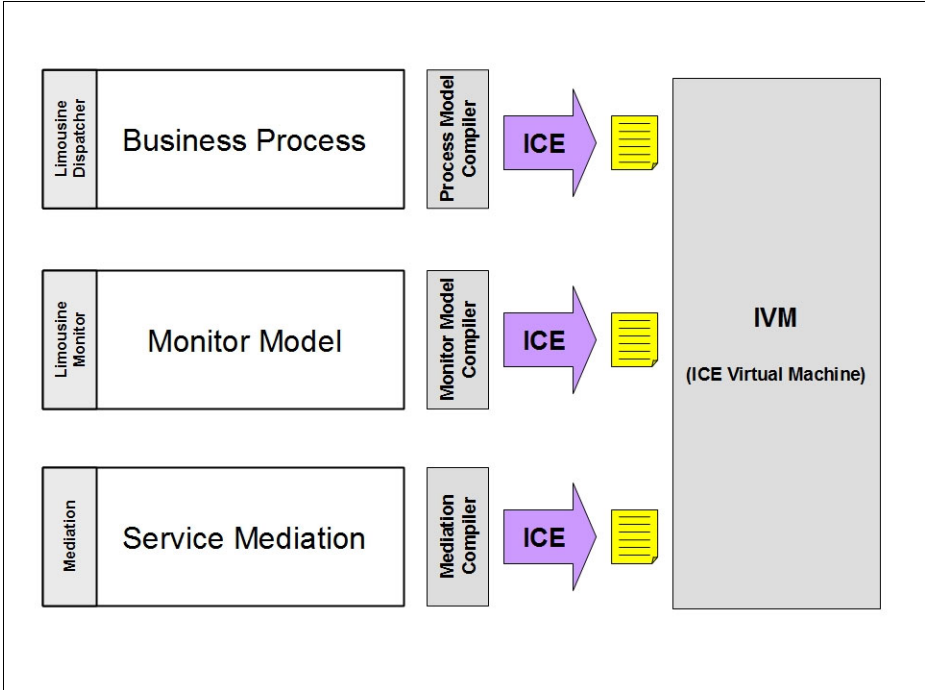 Limousine
Dispatcher
Business Process
Process Model
Compiler
ICE
Limousine
Monitor
Monitor Model
Monitor Model
Compiler
ICE
IVM
(ICE Virtual Machine)
Mediation
Service Mediation
Mediation
Compiler
ICE